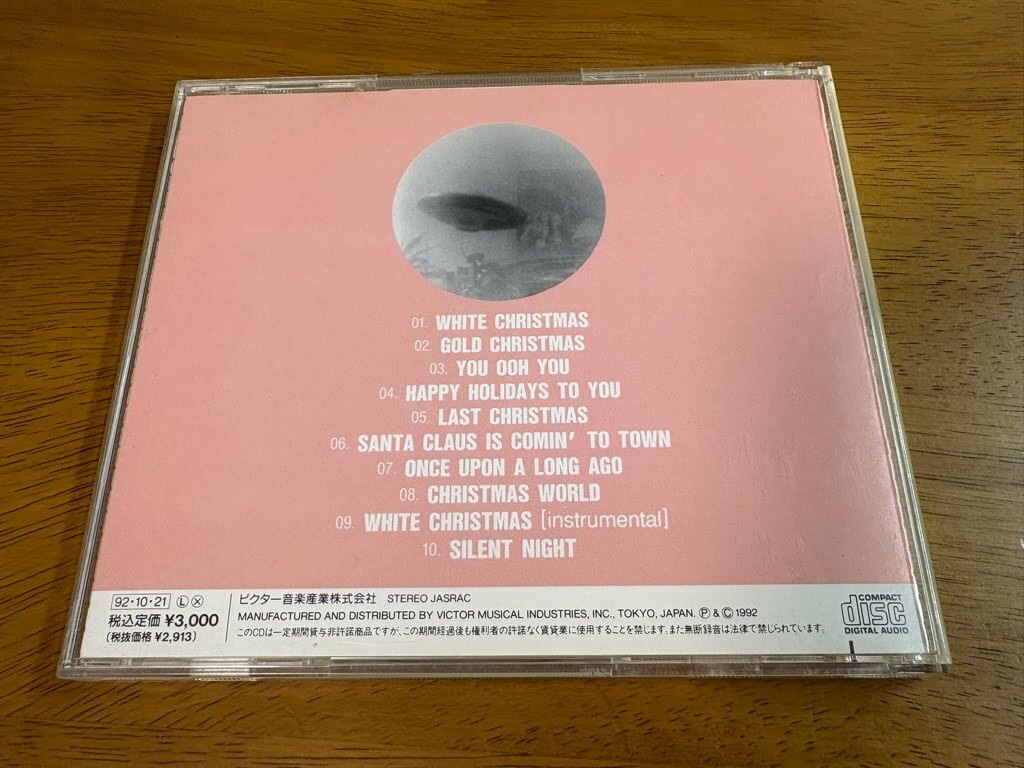 01. WHITE CHRISTMAS
02. GOLD CHRISTMAS
03. YOU OOH YOU
04. HAPPY HOLIDAYS TO YOU
05. LAST CHRISTMAS
06. SANTA CLAUS IS COMIN' TO TOWN
07. ONCE UPON A LONG AGO
08. CHRISTMAS WORLD
09. WHITE CHRISTMAS [instrumental]
10. SILENT NIGHT
92・10・21 Ⓛ ⓧ
税込定価¥3,000
(税抜価格 ¥2,913)
ビクター音楽産業株式会社 STEREO JASRAC
MANUFACTURED AND DISTRIBUTED BY VICTOR MUSICAL INDUSTRIES, INC., TOKYO, JAPAN. Ⓟ & Ⓒ 1992
このCDは一定期間貸与非許諾商品ですが、この期間経過後も権利者の許諾なく賃貸業に使用することを禁じます。また無断録音は法律で禁じられています。
COMPACT
disc
DIGITAL AUDIO